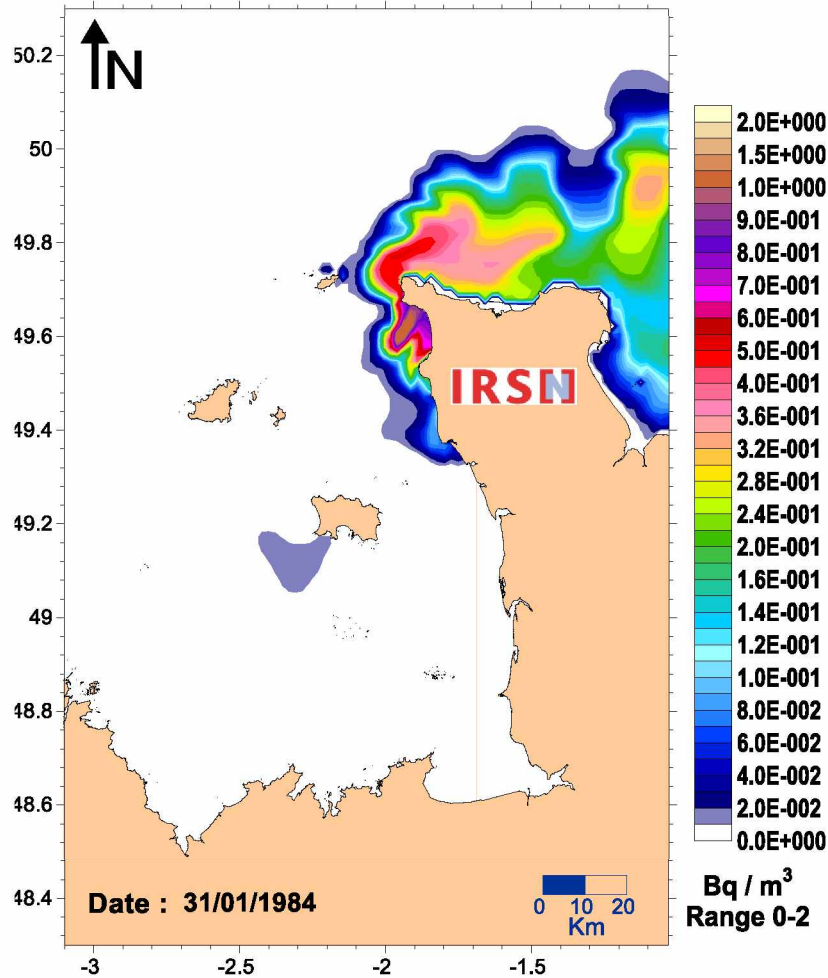 N
50.2
50
49.8
49.6
49.4
49.2
49
48.8
48.6
48.4
-3
-2.5
-2
-1.5
IRSN
Date : 31/01/1984
0 10 20
Km
2.0E+000
1.5E+000
1.0E+000
9.0E-001
8.0E-001
7.0E-001
6.0E-001
5.0E-001
4.0E-001
3.6E-001
3.2E-001
2.8E-001
2.4E-001
2.0E-001
1.6E-001
1.4E-001
1.2E-001
1.0E-001
8.0E-002
6.0E-002
4.0E-002
2.0E-002
0.0E+000
Bq / m³
Range 0-2